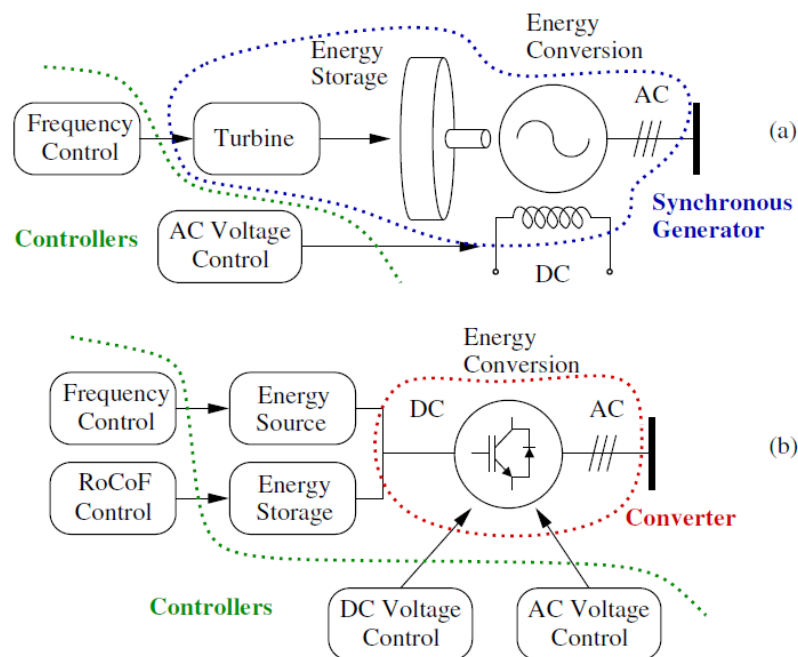 Energy
Storage
Energy
Conversion
AC
Frequency
Control
Turbine
(a)
Controllers
AC Voltage
Control
DC
Synchronous
Generator
Energy
Conversion
Frequency
Control
Energy
Source
DC
AC
(b)
RoCoF
Control
Energy
Storage
Converter
Controllers
DC Voltage
Control
AC Voltage
Control